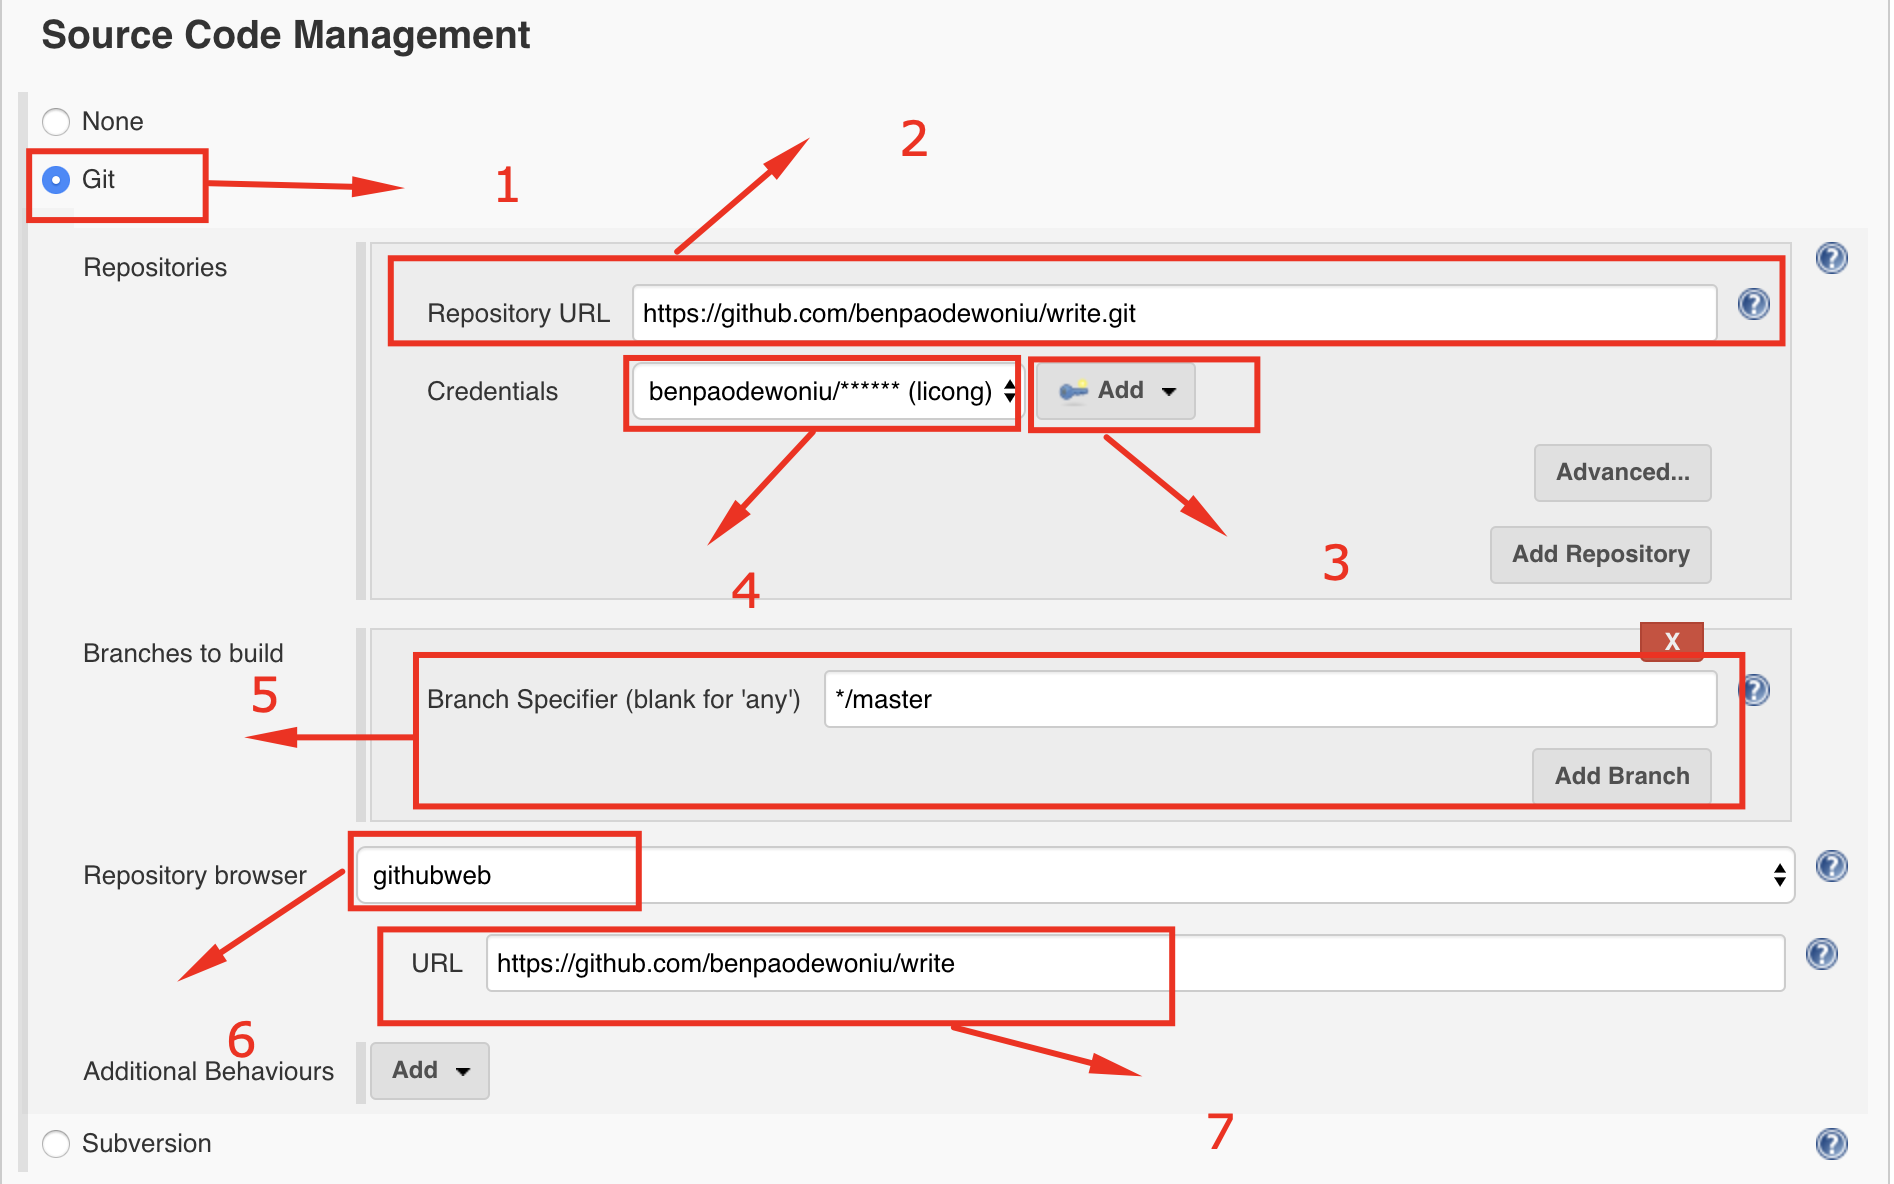 Source Code Management
None
2
Git
1
Repositories
?
Repository URL https://github.com/benpaodewoniu/write.git ?
Credentials benpaodewoniu/****** (licong) Add
Advanced...
3
Add Repository
4
Branches to build
X
5
Branch Specifier (blank for 'any') */master ?
Add Branch
Repository browser githubweb ?
URL https://github.com/benpaodewoniu/write ?
6
Additional Behaviours Add
7
Subversion ?